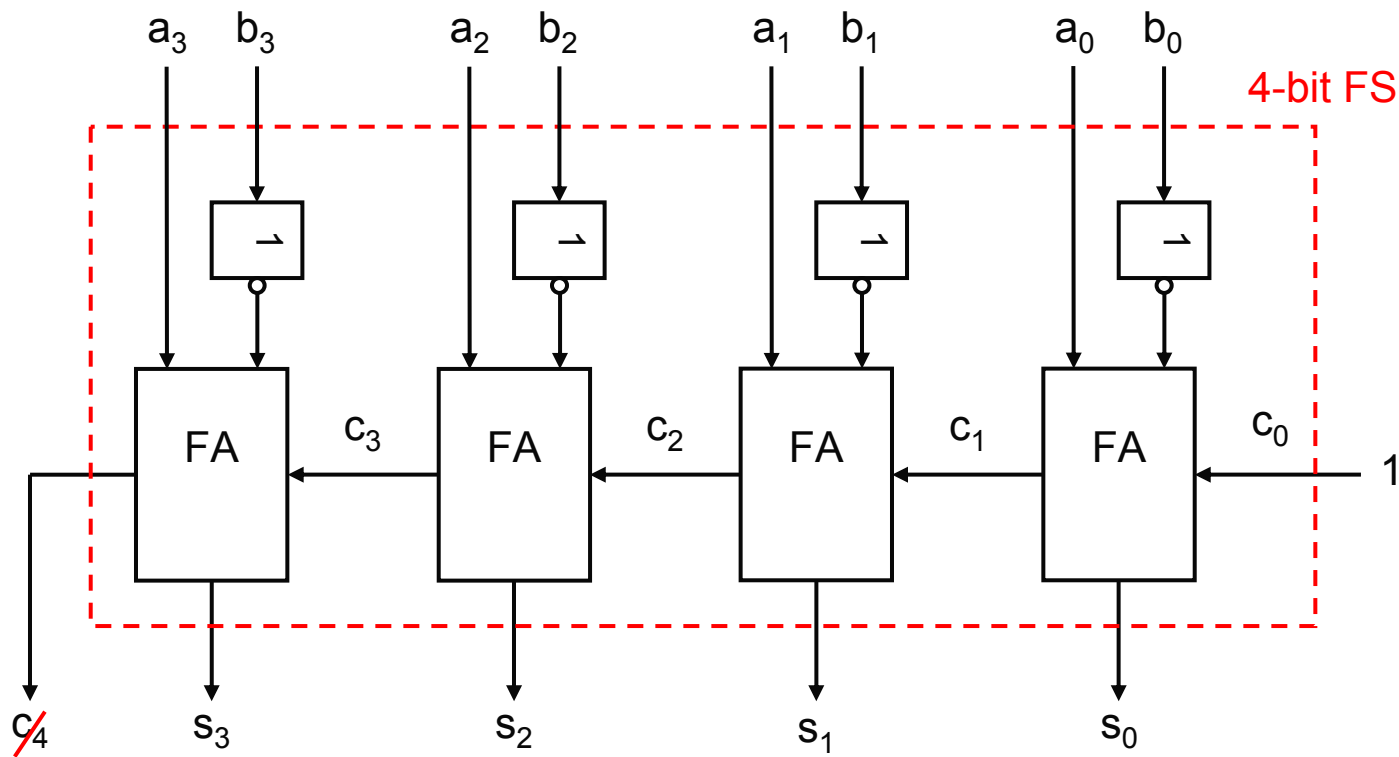 a₃ b₃ a₂ b₂ a₁ b₁ a₀ b₀
4-bit FS
1 1 1 1
FA c₃ FA c₂ FA c₁ FA c₀ 1
c₄ s₃ s₂ s₁ s₀